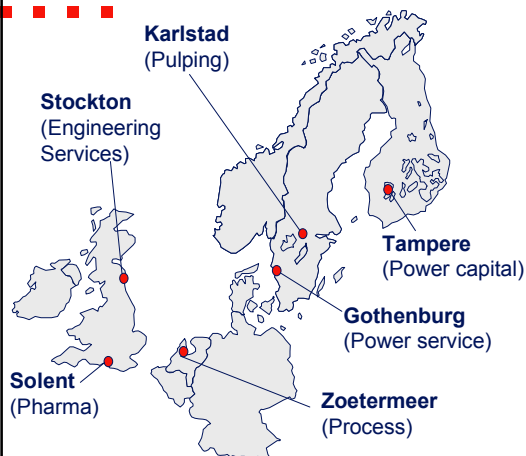 Karlstad
(Pulping)
Stockton
(Engineering
Services)
Tampere
(Power capital)
Gothenburg
(Power service)
Solent
(Pharma)
Zoetermeer
(Process)